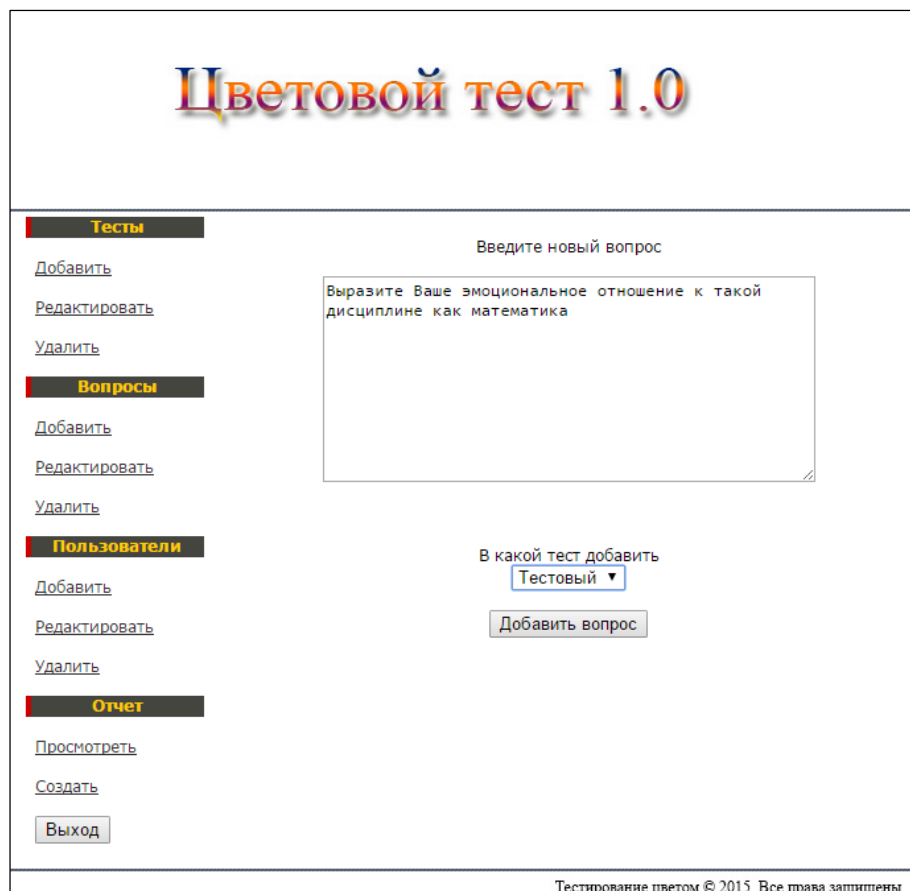 Цветовой тест 1.0
Тесты
Добавить
Редактировать
Удалить
Вопросы
Добавить
Редактировать
Удалить
Пользователи
Добавить
Редактировать
Удалить
Отчет
Просмотреть
Создать
Выход
Введите новый вопрос
Выразите Ваше эмоциональное отношение к такой
дисциплине как математика
В какой тест добавить
Тестовый
Добавить вопрос
Тестирование цветом © 2015. Все права защищены